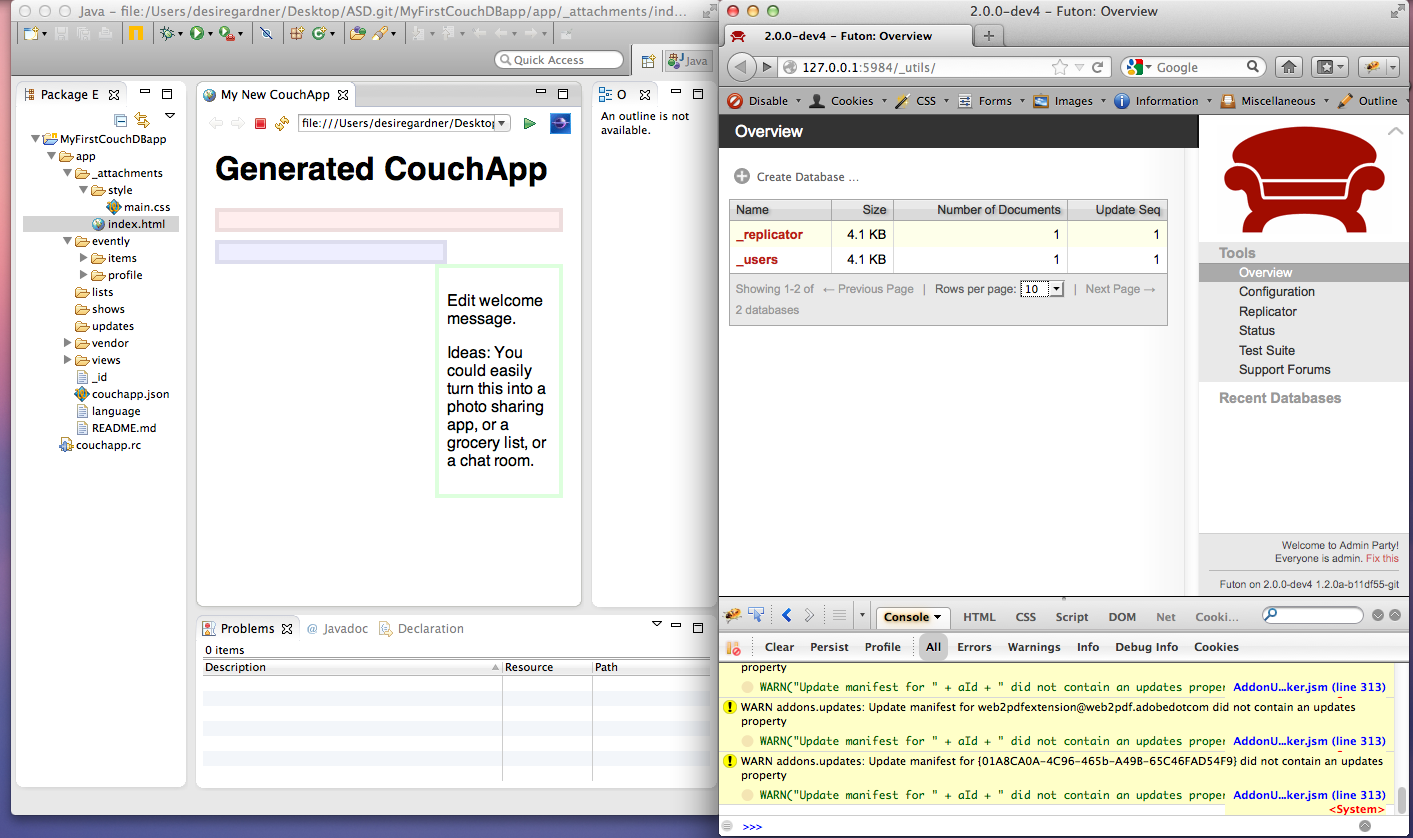 Java – file:/Users/desiregardner/Desktop/ASD.git/MyFirstCouchDBapp/app/_attachments/ind...
Quick Access
Java
Package E
MyFirstCouchDBapp
app
_attachments
style
main.css
index.html
evently
items
profile
lists
shows
updates
vendor
views
_id
couchapp.json
language
README.md
couchapp.rc
My New CouchApp
file:///Users/desiregardner/Desktop
Generated CouchApp
Edit welcome
message.
Ideas: You
could easily
turn this into a
photo sharing
app, or a
grocery list, or
a chat room.
O
An outline is not
available.
Problems
@ Javadoc
Declaration
0 items
Description Resource Path
2.0.0-dev4 – Futon: Overview
2.0.0-dev4 – Futon: Overview
127.0.0.1:5984/_utils/
Google
Disable Cookies CSS Forms Images Information Miscellaneous Outline
Overview
Create Database ...
Name Size Number of Documents Update Seq
_replicator 4.1 KB 1 1
_users 4.1 KB 1 1
Showing 1-2 of ← Previous Page | Rows per page: 10 | Next Page →
2 databases
Tools
Overview
Configuration
Replicator
Status
Test Suite
Support Forums
Recent Databases
Welcome to Admin Party!
Everyone is admin. Fix this
Futon on 2.0.0-dev4 1.2.0a-b11df55-git
Console HTML CSS Script DOM Net Cooki...
Clear Persist Profile All Errors Warnings Info Debug Info Cookies
property
WARN("Update manifest for " + aId + " did not contain an updates proper AddonU...ker.jsm (line 313)
WARN addons.updates: Update manifest for web2pdfextension@web2pdf.adobedotcom did not contain an updates
property
WARN("Update manifest for " + aId + " did not contain an updates proper AddonU...ker.jsm (line 313)
WARN addons.updates: Update manifest for {01A8CA0A-4C96-465b-A49B-65C46FAD54F9} did not contain an updates
property
WARN("Update manifest for " + aId + " did not contain an updates proper AddonU...ker.jsm (line 313)
<System>
>>>